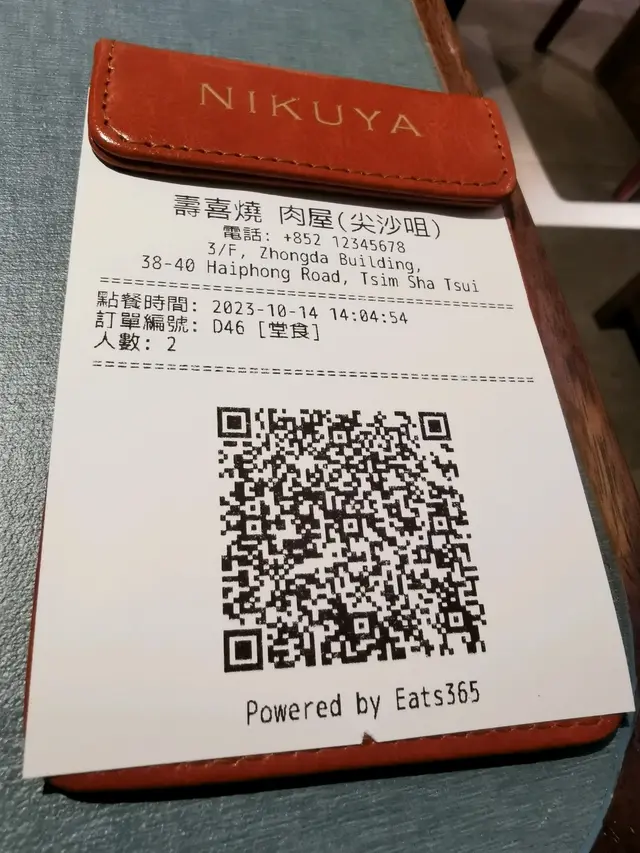 NIKUYA
壽喜燒 肉屋(尖沙咀)
電話: +852 12345678
3/F, Zhongda Building,
38-40 Haiphong Road, Tsim Sha Tsui
點餐時間: 2023-10-14 14:04:54
訂單編號: D46 [堂食]
人數: 2
Powered by Eats365